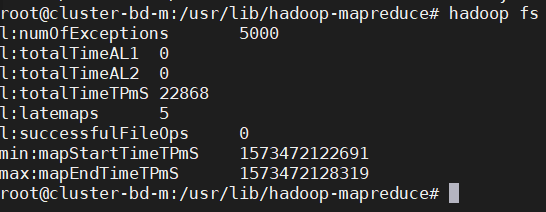 root@cluster-bd-m:/usr/lib/hadoop-mapreduce# hadoop fs
l:numOfExceptions 5000
l:totalTimeAL1 0
l:totalTimeAL2 0
l:totalTimeTPmS 22868
l:latemaps 5
l:successfulFileOps 0
min:mapStartTimeTPmS 1573472122691
max:mapEndTimeTPmS 1573472128319
root@cluster-bd-m:/usr/lib/hadoop-mapreduce#